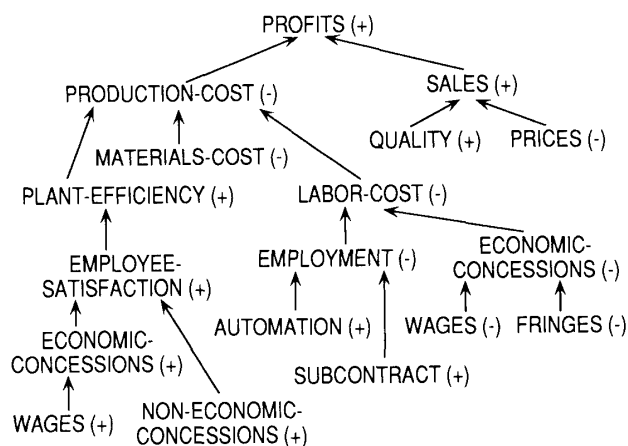 PROFITS (+)
PRODUCTION-COST (-)
SALES (+)
QUALITY (+)
PRICES (-)
MATERIALS-COST (-)
PLANT-EFFICIENCY (+)
LABOR-COST (-)
EMPLOYEE-
SATISFACTION (+)
EMPLOYMENT (-)
ECONOMIC-
CONCESSIONS (-)
ECONOMIC-
CONCESSIONS (+)
AUTOMATION (+)
WAGES (-)
FRINGES (-)
SUBCONTRACT (+)
WAGES (+)
NON-ECONOMIC-
CONCESSIONS (+)